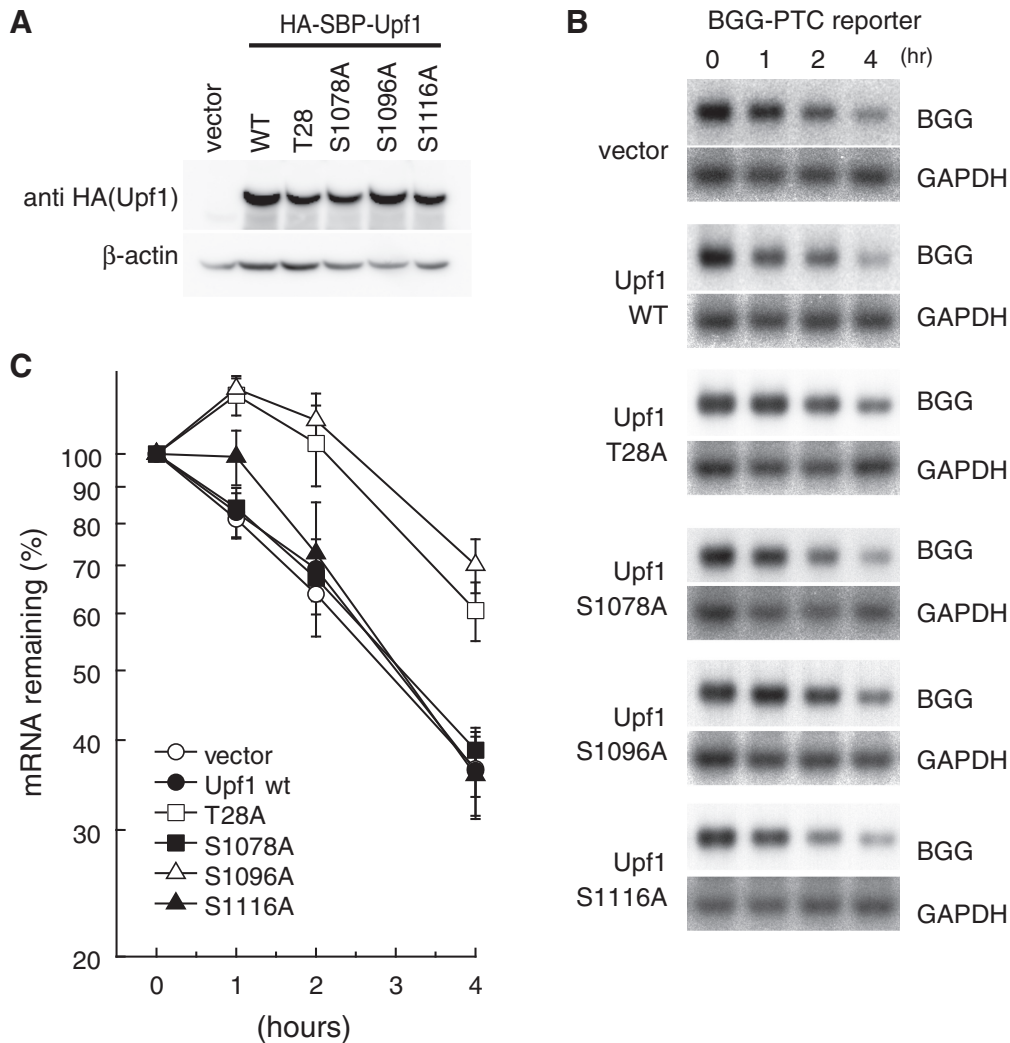 A
HA-SBP-Upf1
vector
WT
T28
S1078A
S1096A
S1116A
anti HA(Upf1)
β-actin
B
BGG-PTC reporter
0 1 2 4 (hr)
vector
BGG
GAPDH
Upf1
WT
BGG
GAPDH
Upf1
T28A
BGG
GAPDH
Upf1
S1078A
BGG
GAPDH
Upf1
S1096A
BGG
GAPDH
Upf1
S1116A
BGG
GAPDH
C
mRNA remaining (%)
100
90
80
70
60
50
40
30
20
vector
Upf1 wt
T28A
S1078A
S1096A
S1116A
0 1 2 3 4
(hours)